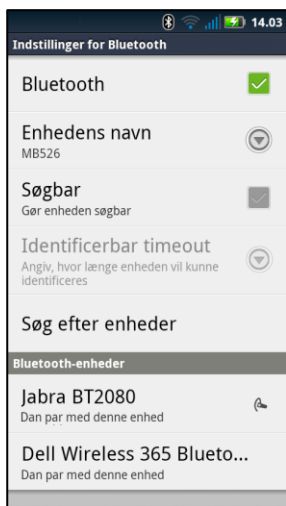 14.03
Indstillinger for Bluetooth
Bluetooth
Enhedens navn
MB526
Søgbar
Gør enheden søgbar
Identificerbar timeout
Angiv, hvor længe enheden vil kunne
identificeres
Søg efter enheder
Bluetooth-enheder
Jabra BT2080
Dan par med denne enhed
Dell Wireless 365 Blueto...
Dan par med denne enhed